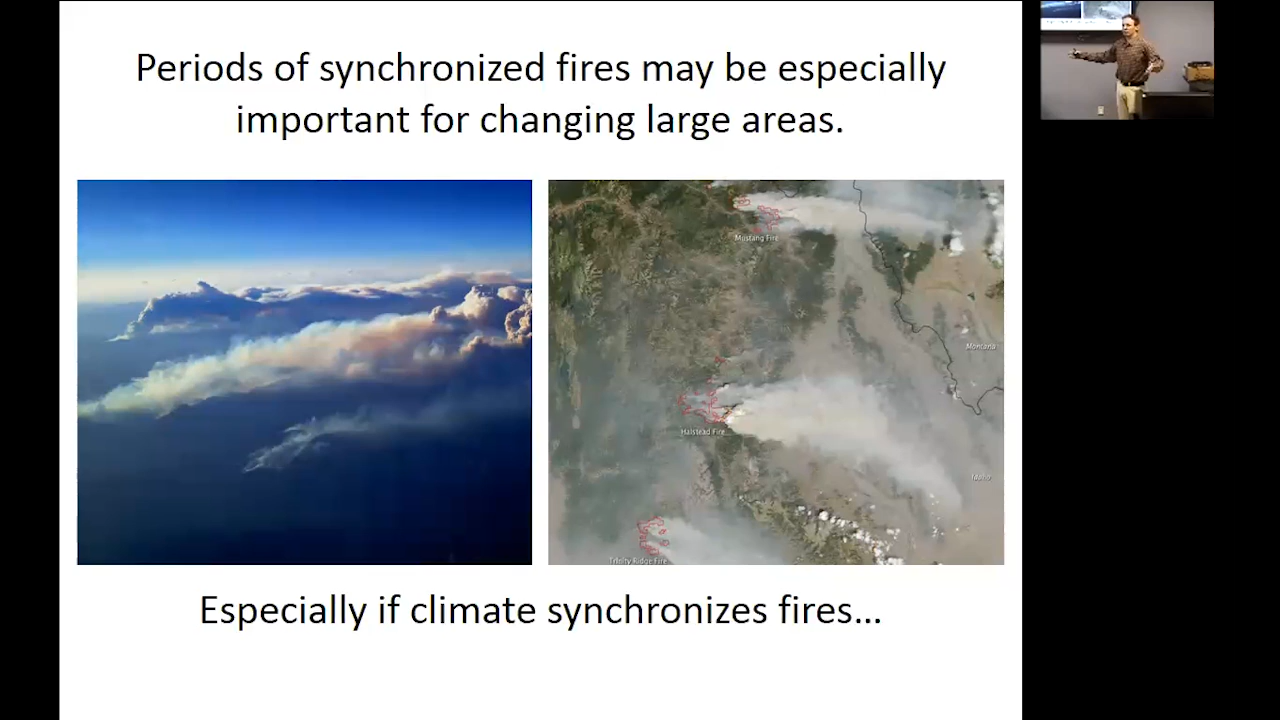 Periods of synchronized fires may be especially
important for changing large areas.
Mustang Fire
Montana
Halstead Fire
Idaho
Trinity Ridge Fire
Especially if climate synchronizes fires...